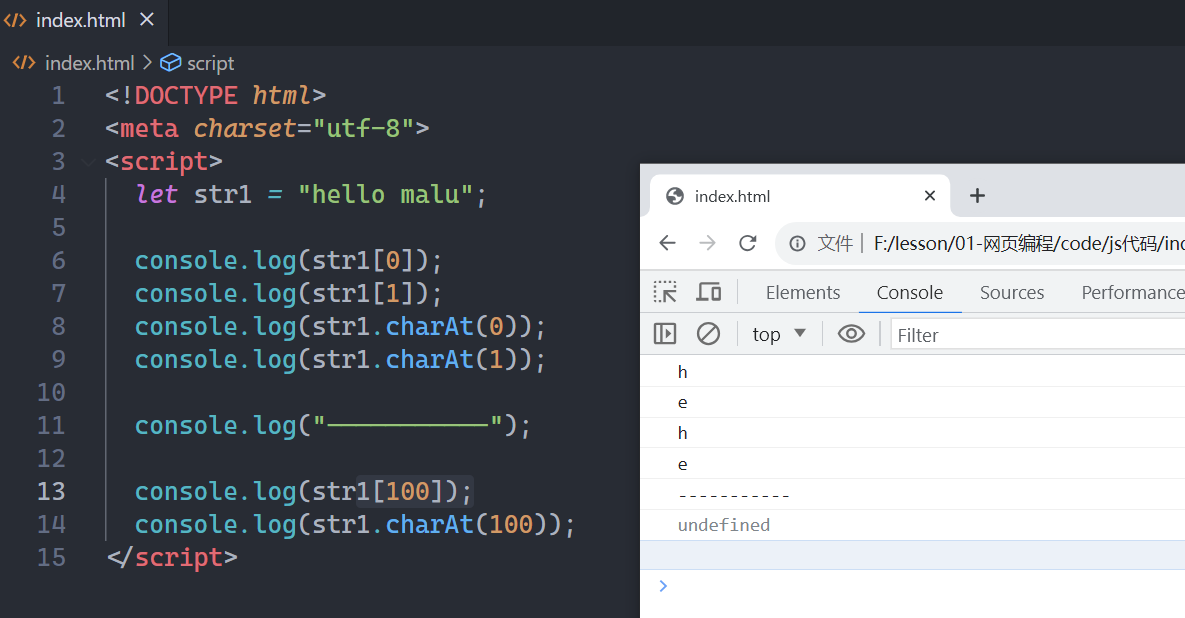 index.html
index.html > script
1 <!DOCTYPE html>
2 <meta charset="utf-8">
3 <script>
4 let str1 = "hello malu";
5
6 console.log(str1[0]);
7 console.log(str1[1]);
8 console.log(str1.charAt(0));
9 console.log(str1.charAt(1));
10
11 console.log("-----------");
12
13 console.log(str1[100]);
14 console.log(str1.charAt(100));
15 </script>
index.html
文件 F:/lesson/01-网页编程/code/js代码/inc
Elements Console Sources Performance
top Filter
h
e
h
e
-----------
undefined